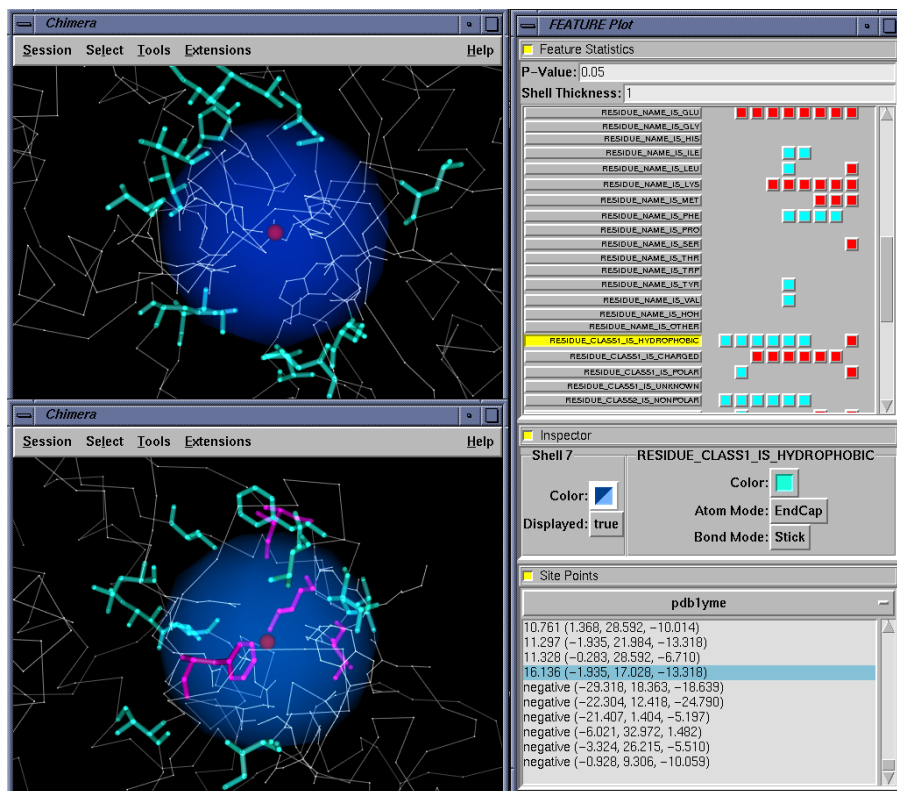 Chimera
Session Select Tools Extensions Help
Chimera
Session Select Tools Extensions Help
FEATURE Plot
Feature Statistics
P-Value: 0.05
Shell Thickness: 1
RESIDUE_NAME_IS_GLU
RESIDUE_NAME_IS_GLY
RESIDUE_NAME_IS_HIS
RESIDUE_NAME_IS_ILE
RESIDUE_NAME_IS_LEU
RESIDUE_NAME_IS_LYS
RESIDUE_NAME_IS_MET
RESIDUE_NAME_IS_PHE
RESIDUE_NAME_IS_PRO
RESIDUE_NAME_IS_SER
RESIDUE_NAME_IS_THR
RESIDUE_NAME_IS_TRP
RESIDUE_NAME_IS_TYR
RESIDUE_NAME_IS_VAL
RESIDUE_NAME_IS_HOH
RESIDUE_NAME_IS_OTHER
RESIDUE_CLASS1_IS_HYDROPHOBIC
RESIDUE_CLASS1_IS_CHARGED
RESIDUE_CLASS1_IS_POLAR
RESIDUE_CLASS1_IS_UNKNOWN
RESIDUE_CLASS2_IS_NONPOLAR
Inspector
Shell 7
Color:
Displayed: true
RESIDUE_CLASS1_IS_HYDROPHOBIC
Color:
Atom Mode: EndCap
Bond Mode: Stick
Site Points
pdb1yme
10.761 (1.368, 28.592, −10.014)
11.297 (−1.935, 21.984, −13.318)
11.328 (−0.283, 28.592, −6.710)
16.136 (−1.935, 17.028, −13.318)
negative (−29.318, 18.363, −18.639)
negative (−22.304, 12.418, −24.790)
negative (−21.407, 1.404, −5.197)
negative (−6.021, 32.972, 1.482)
negative (−3.324, 26.215, −5.510)
negative (−0.928, 9.306, −10.059)